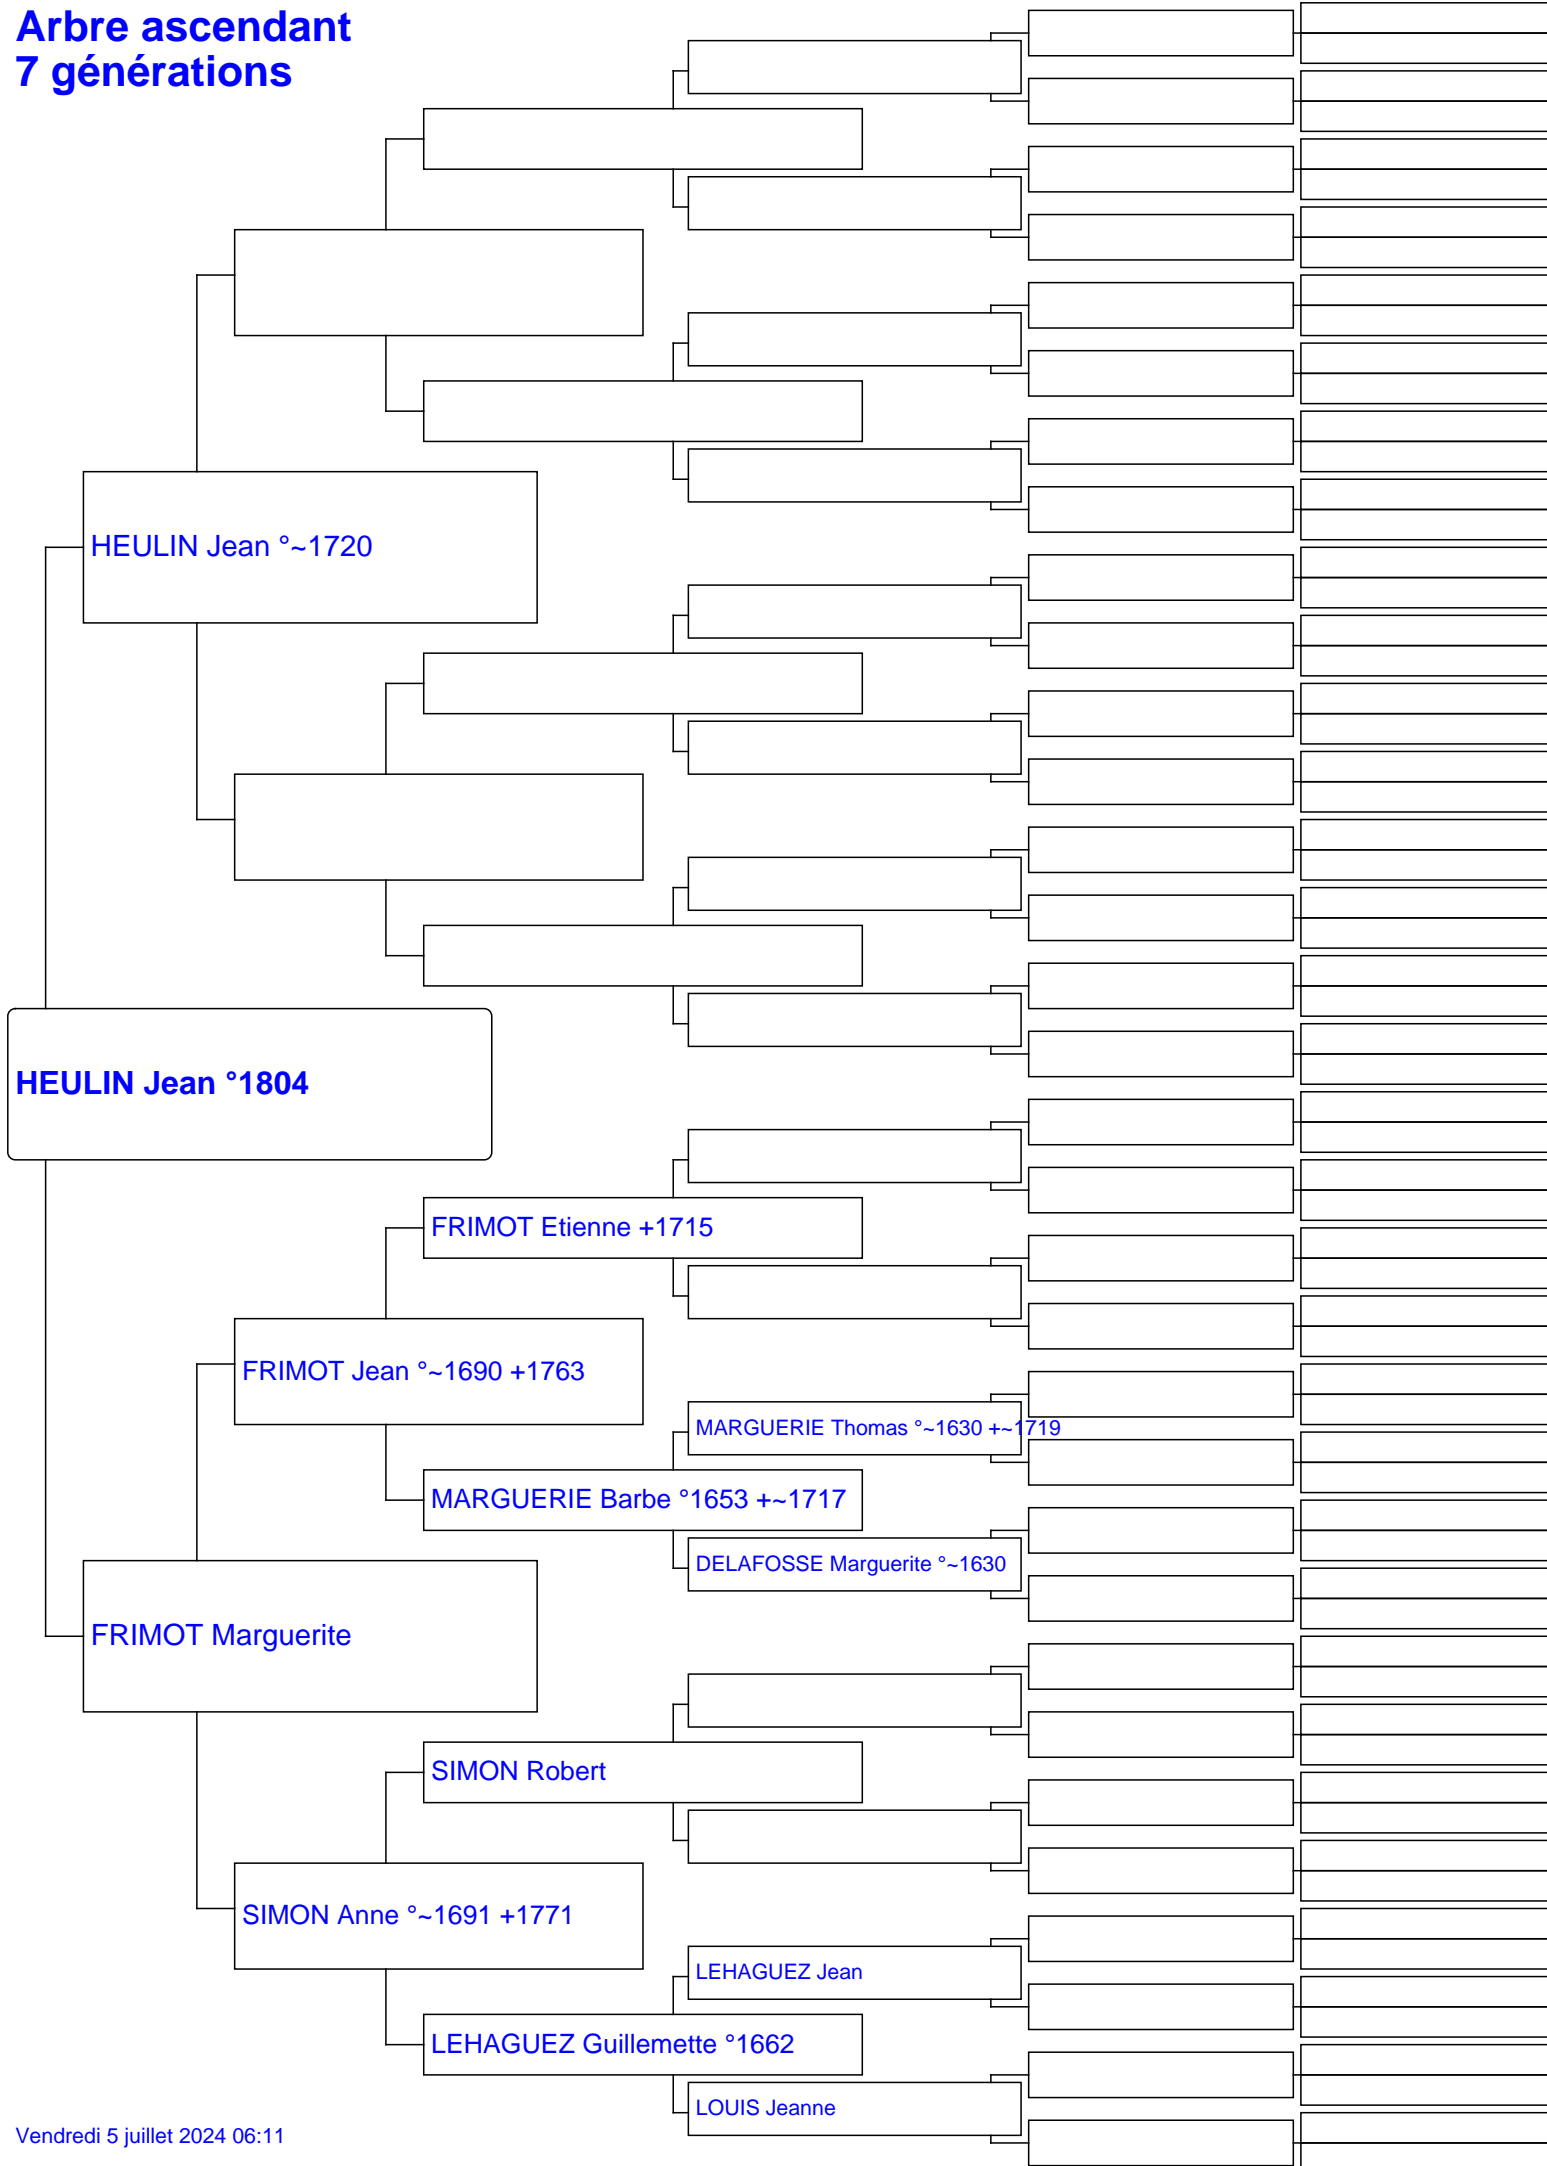 Arbre ascendant
7 générations
HEULIN Jean °~1720
HEULIN Jean °1804
FRIMOT Etienne +1715
FRIMOT Jean °~1690 +1763
MARGUERIE Thomas °~1630 +~1719
MARGUERIE Barbe °1653 +~1717
DELAFOSSE Marguerite °~1630
FRIMOT Marguerite
SIMON Robert
SIMON Anne °~1691 +1771
LEHAGUEZ Jean
LEHAGUEZ Guillemette °1662
LOUIS Jeanne
Vendredi 5 juillet 2024 06:11